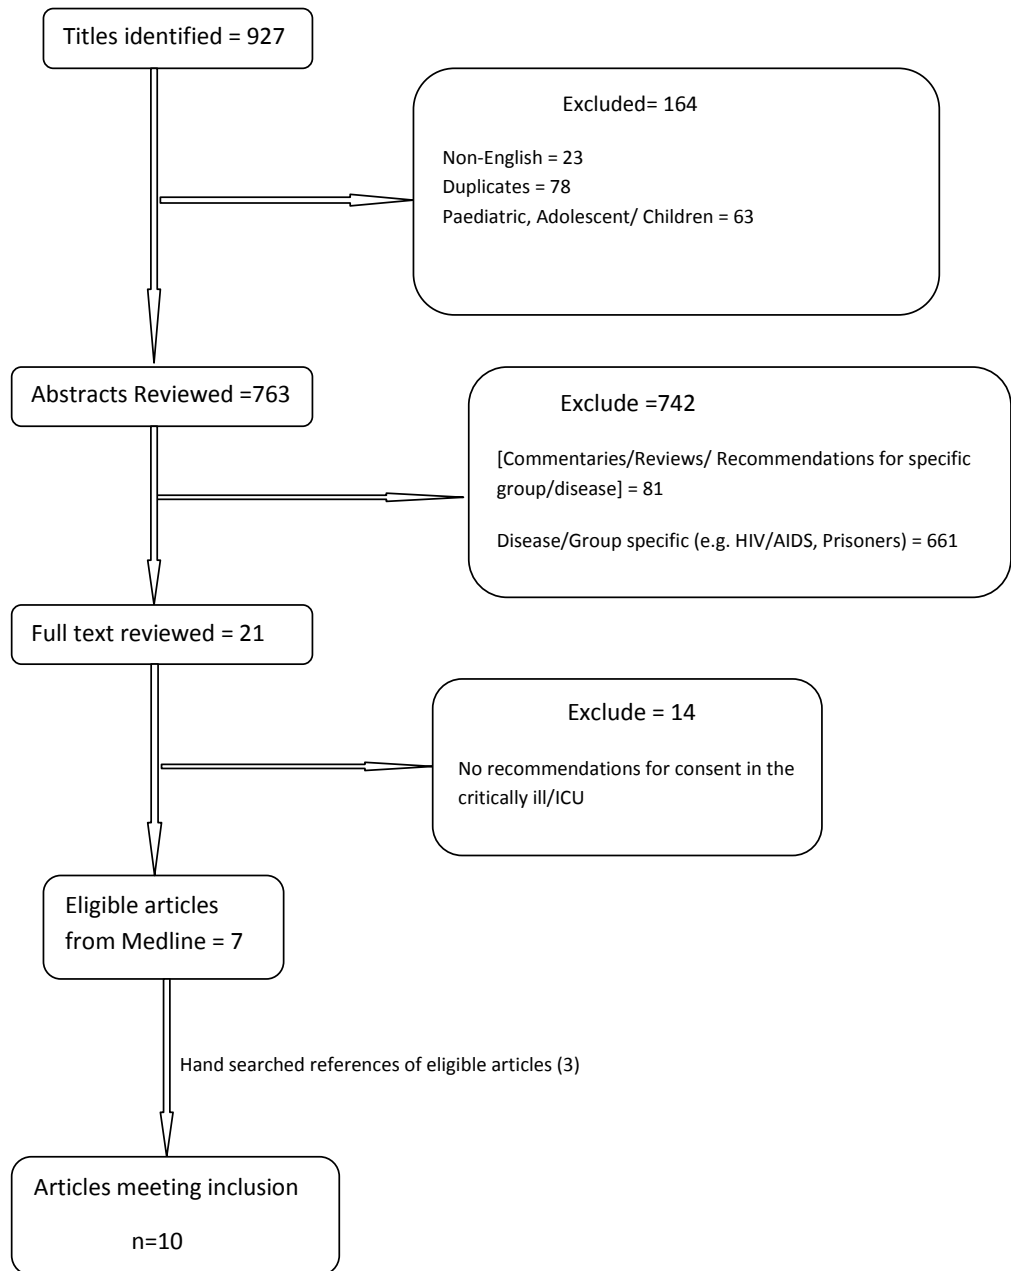 Titles identified = 927
Excluded= 164
Non-English = 23
Duplicates = 78
Paediatric, Adolescent/ Children = 63
Abstracts Reviewed =763
Exclude =742
[Commentaries/Reviews/ Recommendations for specific
group/disease] = 81
Disease/Group specific (e.g. HIV/AIDS, Prisoners) = 661
Full text reviewed = 21
Exclude = 14
No recommendations for consent in the
critically ill/ICU
Eligible articles
from Medline = 7
Hand searched references of eligible articles (3)
Articles meeting inclusion
n=10